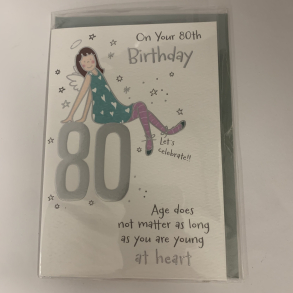 On Your 80th
Birthday
80
Let's
celebrate!!
Age does
not matter as long
as you are young
at heart